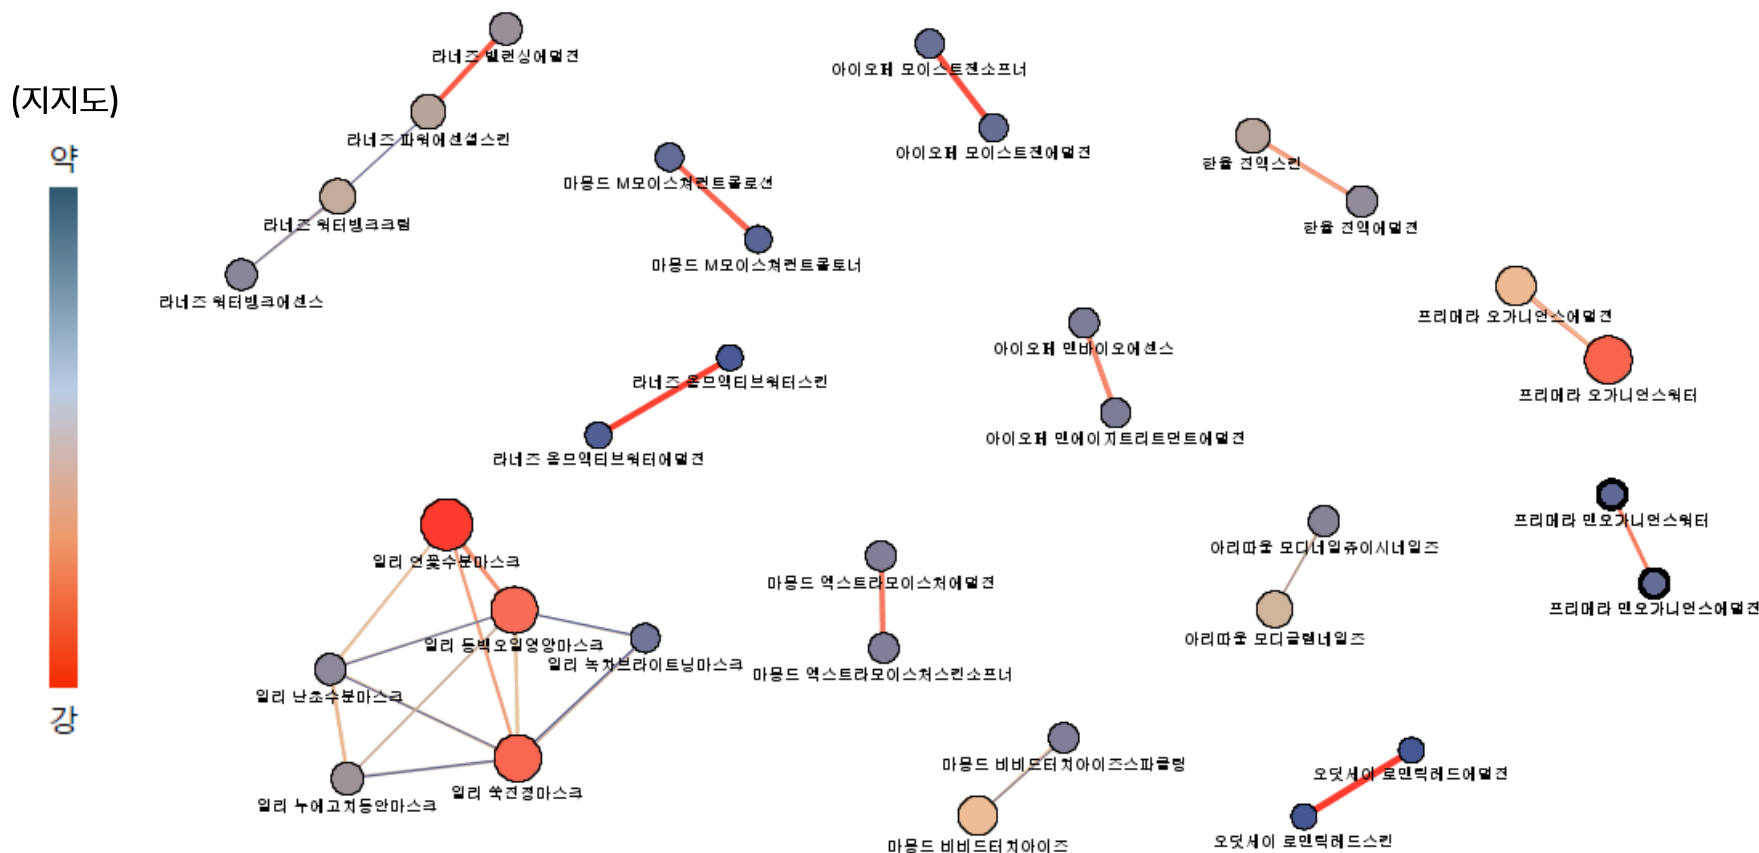 (지지도)
약
강
라네즈 밸런싱에멀젼
라네즈 파워에센셜스킨
라네즈 워터뱅크크림
라네즈 워터뱅크에센스
아이오페 모이스트젠소프너
아이오페 모이스트젠에멀젼
마몽드 M모이스쳐컨트롤로션
마몽드 M모이스쳐컨트롤토너
한율 진액스킨
한율 진액에멀젼
프리메라 오가니언스에멀젼
프리메라 오가니언스워터
라네즈 옴므액티브워터스킨
라네즈 옴므액티브워터에멀젼
아이오페 맨바이오에센스
아이오페 맨에이지트리트먼트에멀젼
프리메라 맨오가니언스워터
프리메라 맨오가니언스에멀젼
일리 연꽃수분마스크
일리 동백오일영양마스크
일리 녹차브라이트닝마스크
일리 난초수분마스크
일리 누에고치동안마스크
일리 쑥진정마스크
마몽드 엑스트라모이스처에멀젼
마몽드 엑스트라모이스처스킨소프너
아리따움 모디네일쥬이시네일즈
아리따움 모디글램네일즈
마몽드 비비드터치아이즈스파클링
마몽드 비비드터치아이즈
오딧세이 로맨틱레드에멀젼
오딧세이 로맨틱레드스킨